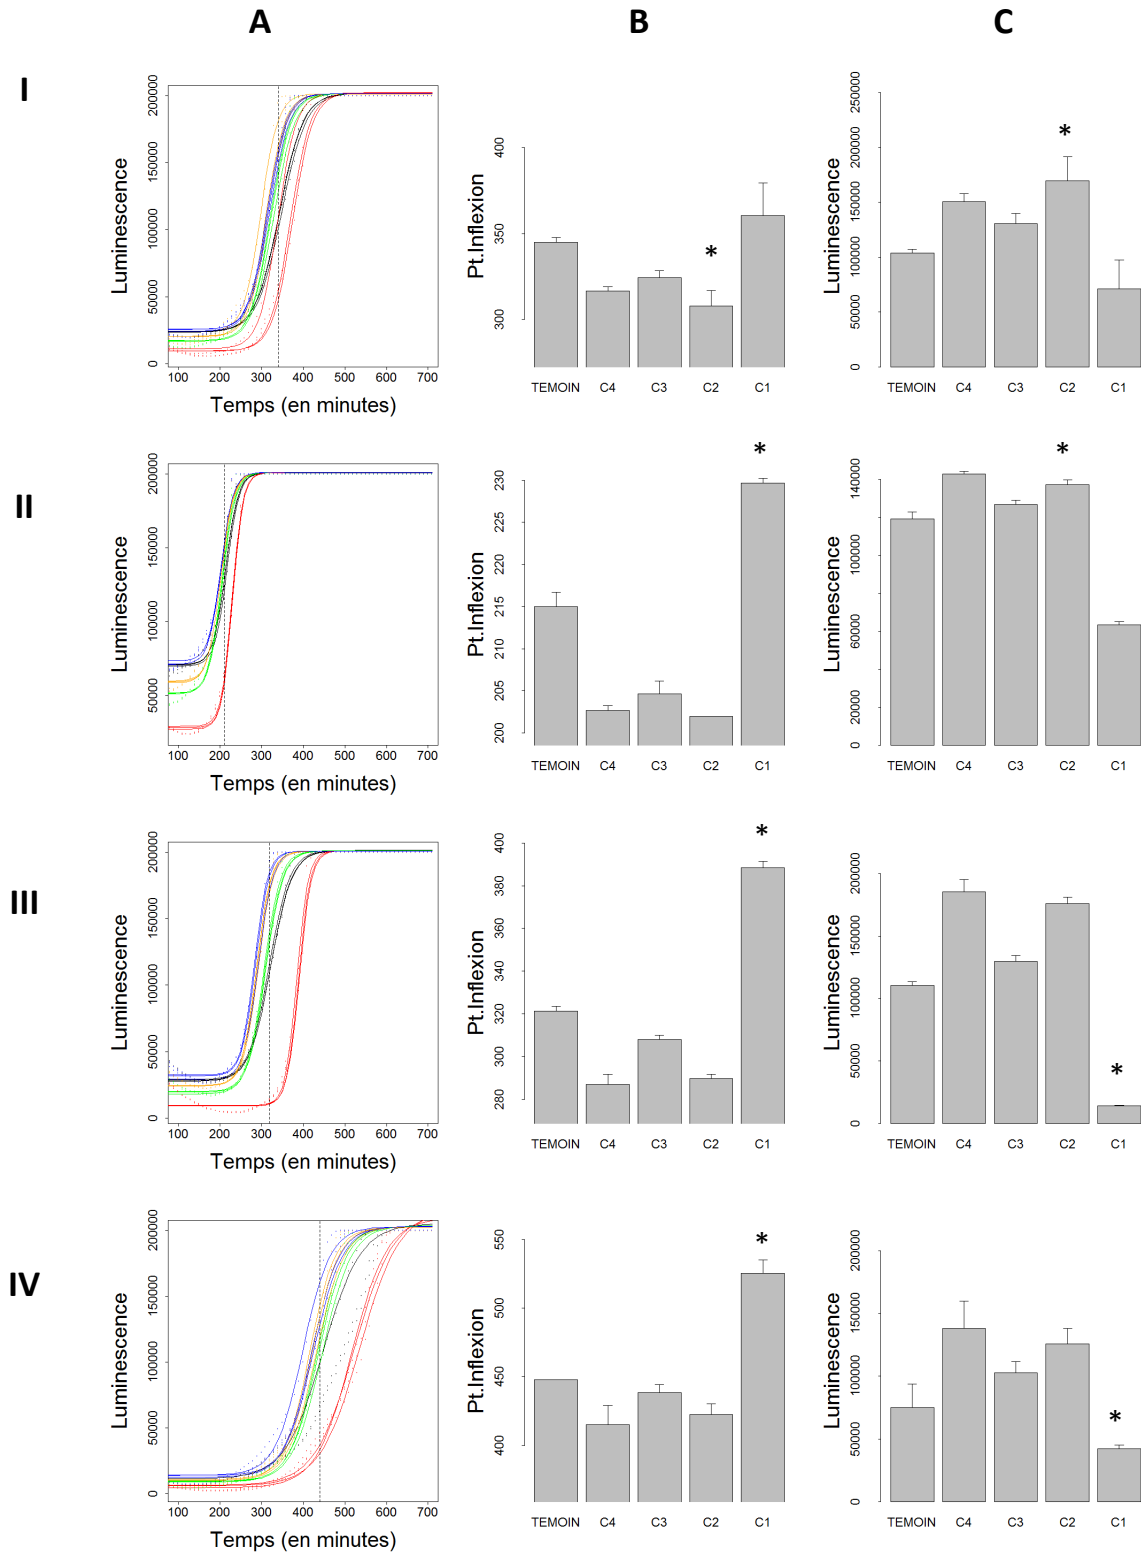 A B C
I
Luminescence
0 50000 100000 150000 200000
100 200 300 400 500 600 700
Temps (en minutes)
Pt.Inflexion
300 350 400
*
TEMOIN C4 C3 C2 C1
Luminescence
0 50000 100000 150000 200000 250000
*
TEMOIN C4 C3 C2 C1
II
Luminescence
50000 100000 150000 200000
100 200 300 400 500 600 700
Temps (en minutes)
Pt.Inflexion
200 205 210 215 220 225 230
*
TEMOIN C4 C3 C2 C1
Luminescence
0 20000 60000 100000 140000
*
TEMOIN C4 C3 C2 C1
III
Luminescence
0 50000 100000 150000 200000
100 200 300 400 500 600 700
Temps (en minutes)
Pt.Inflexion
280 300 320 340 360 380 400
*
TEMOIN C4 C3 C2 C1
Luminescence
0 50000 100000 150000 200000
*
TEMOIN C4 C3 C2 C1
IV
Luminescence
0 50000 100000 150000 200000
100 200 300 400 500 600 700
Temps (en minutes)
Pt.Inflexion
400 450 500 550
*
TEMOIN C4 C3 C2 C1
Luminescence
0 50000 100000 150000 200000
*
TEMOIN C4 C3 C2 C1